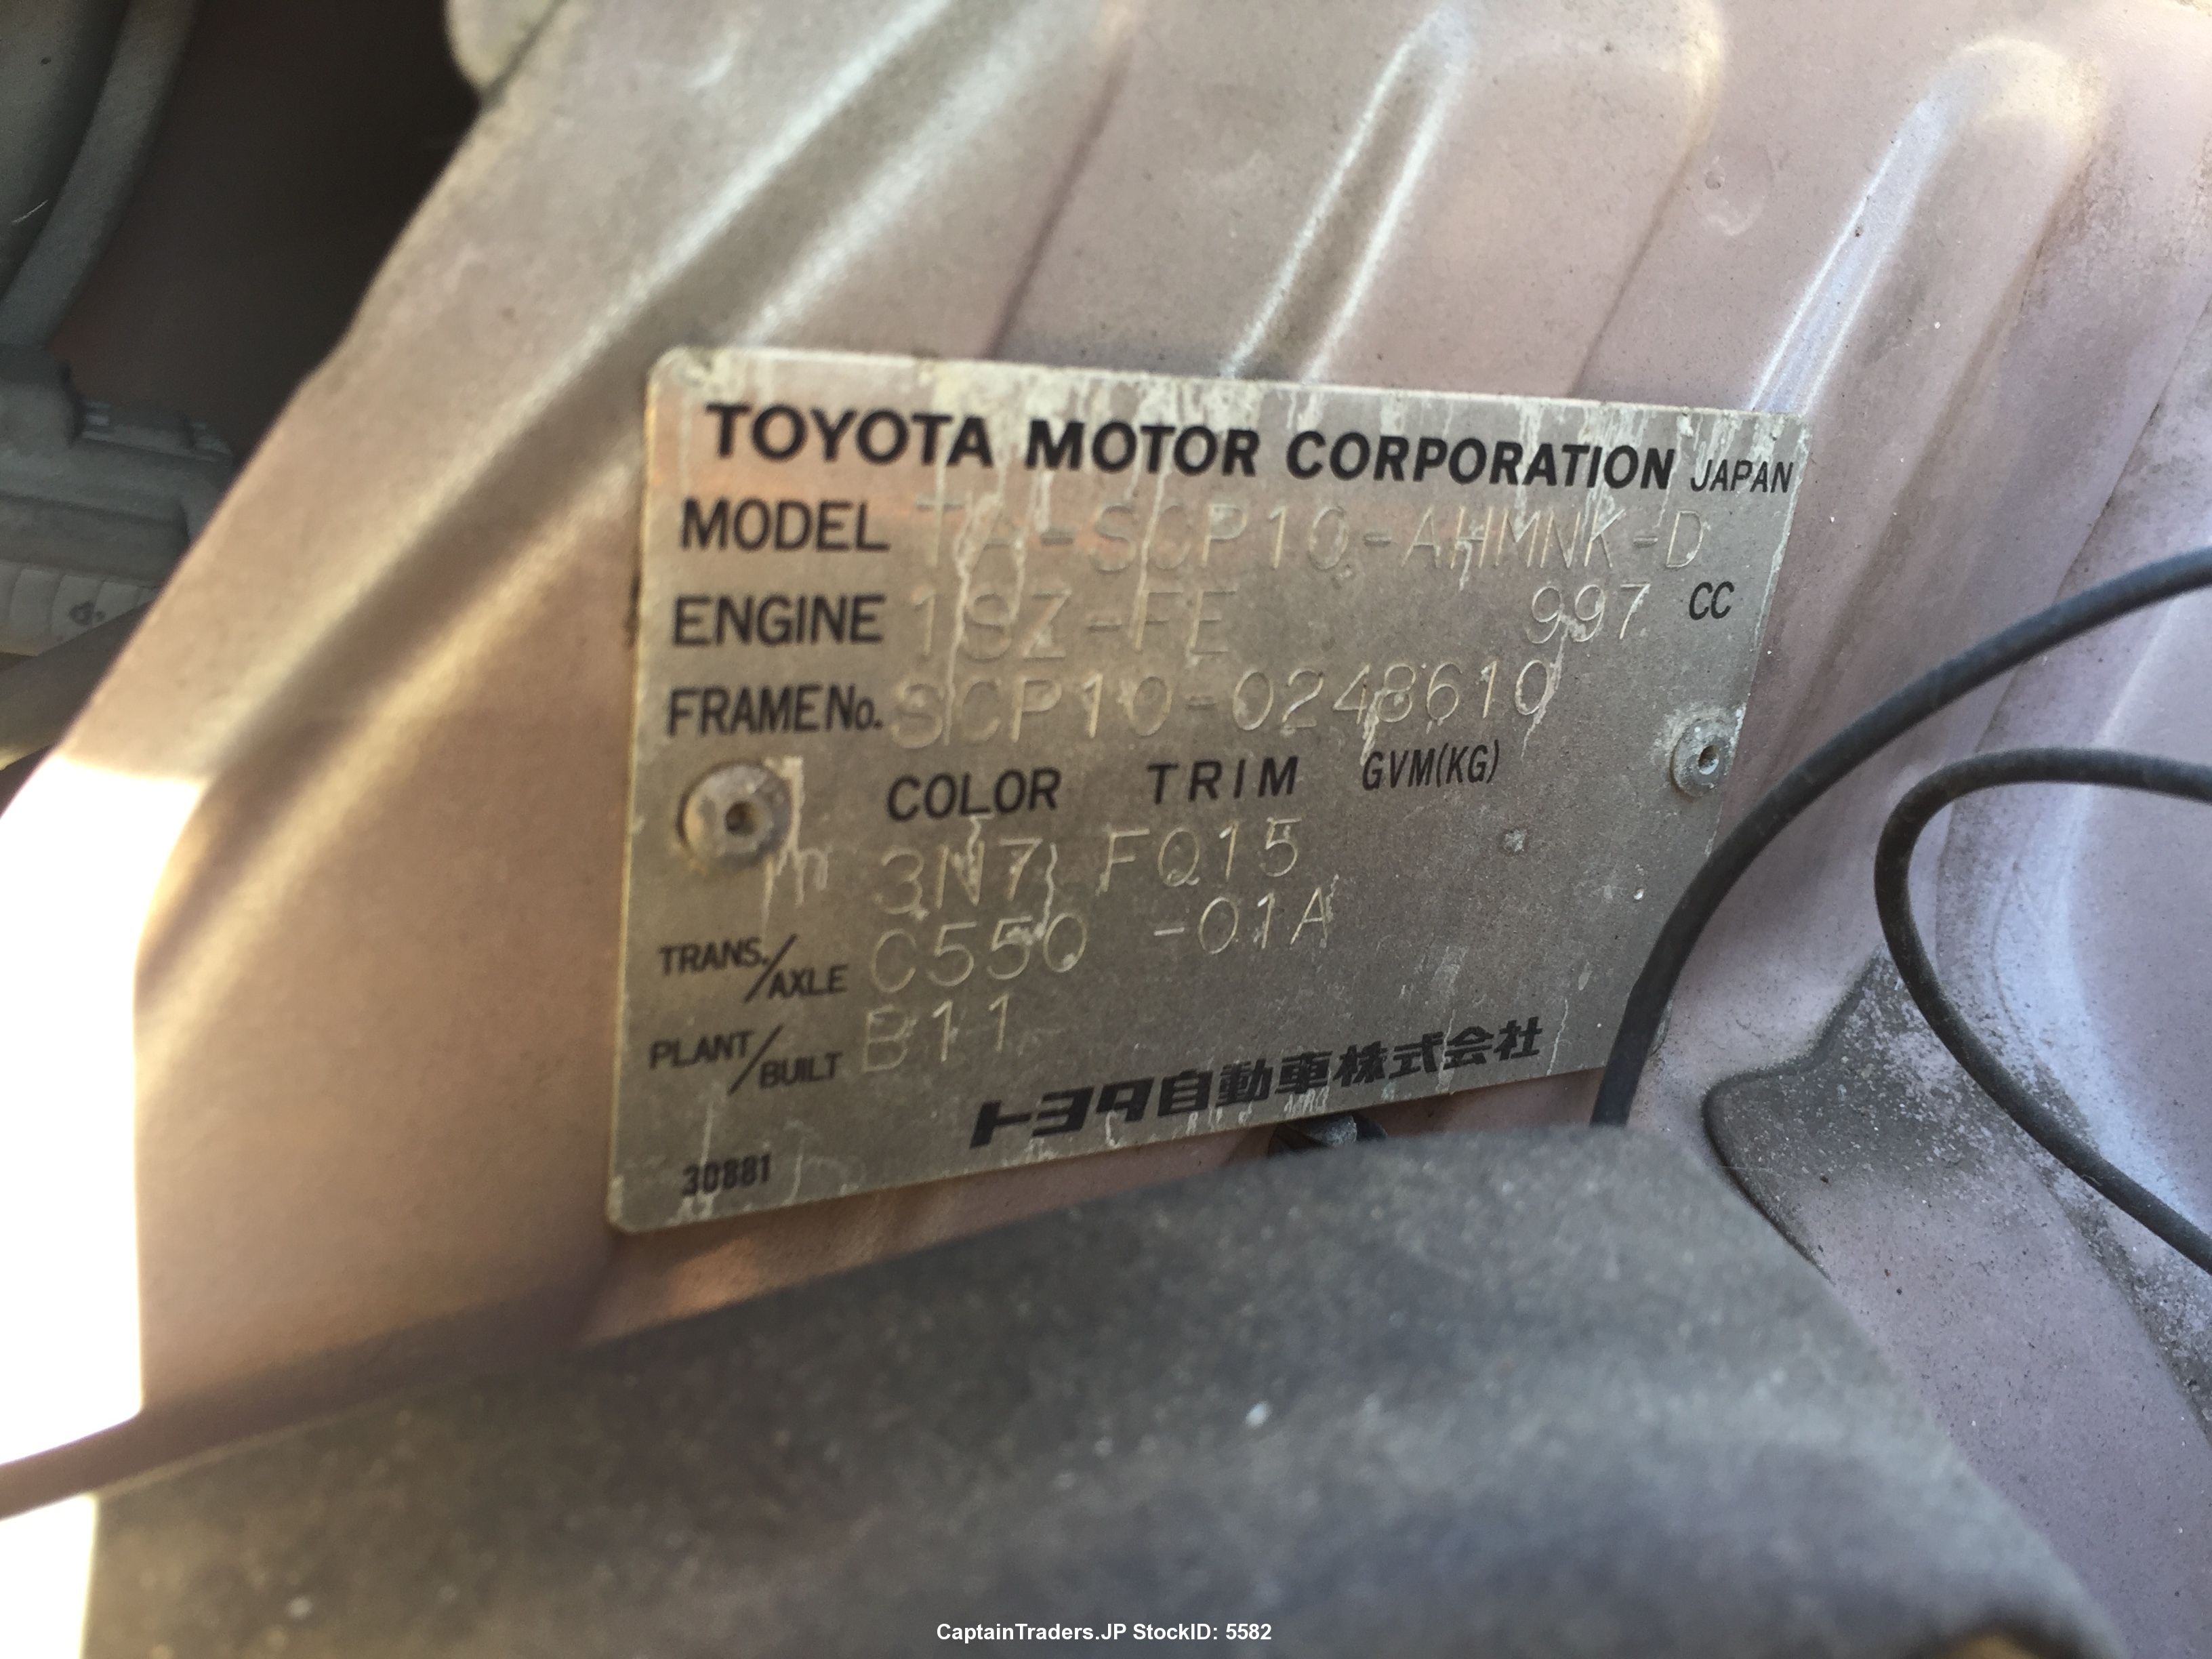 TOYOTA MOTOR CORPORATION JAPAN
MODEL TA-SCP10-AHMNK-D
ENGINE 1SZ-FE 997 CC
FRAME No. SCP10-0248610
COLOR TRIM GVM(KG)
3N7 FQ15
TRANS./AXLE C550 -01A
PLANT/BUILT B11
トヨタ自動車株式会社
30881
CaptainTraders.JP StockID: 5582